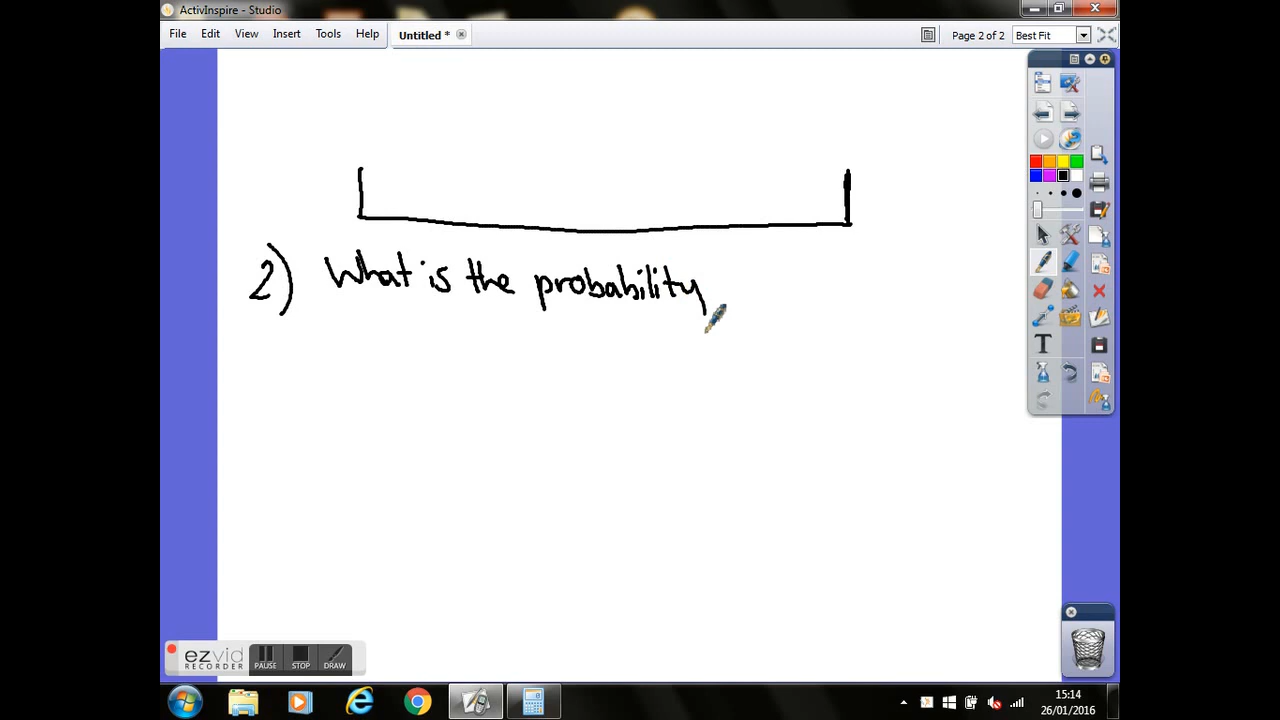 ActivInspire - Studio
File Edit View Insert Tools Help Untitled * Page 2 of 2 Best Fit
2) What is the probability
T
ezvid
RECORDER
PAUSE STOP DRAW
15:14
26/01/2016